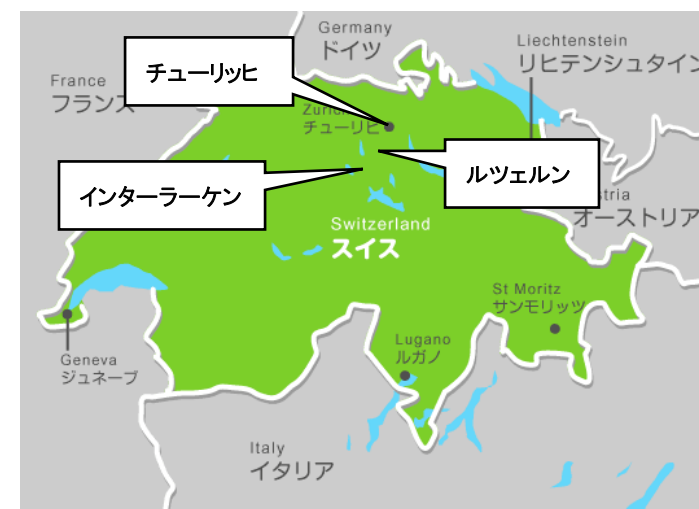 Germany
ドイツ
Liechtenstein
リヒテンシュタイン
チューリッヒ
France
フランス
チューリヒ
ルツェルン
インターラーケン
オーストリア
Switzerland
スイス
St Moritz
サンモリッツ
Lugano
ルガノ
Geneva
ジュネーブ
Italy
イタリア